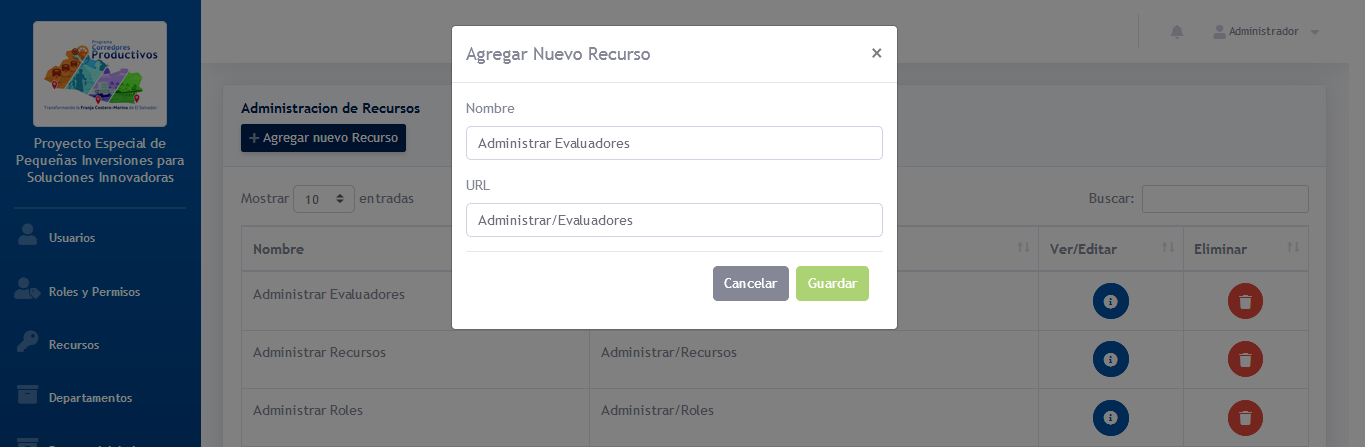 Programa
Corredores
Productivos
Transformando la Franja Costero-Marina de El Salvador
Proyecto Especial de
Pequeñas Inversiones para
Soluciones Innovadoras
Usuarios
Roles y Permisos
Recursos
Departamentos
Administrador
Administracion de Recursos
+ Agregar nuevo Recurso
Mostrar 10 entradas
Buscar:
Nombre Ver/Editar Eliminar
Administrar Evaluadores
Administrar Recursos Administrar/Recursos
Administrar Roles Administrar/Roles
Agregar Nuevo Recurso ×
Nombre
Administrar Evaluadores
URL
Administrar/Evaluadores
Cancelar Guardar